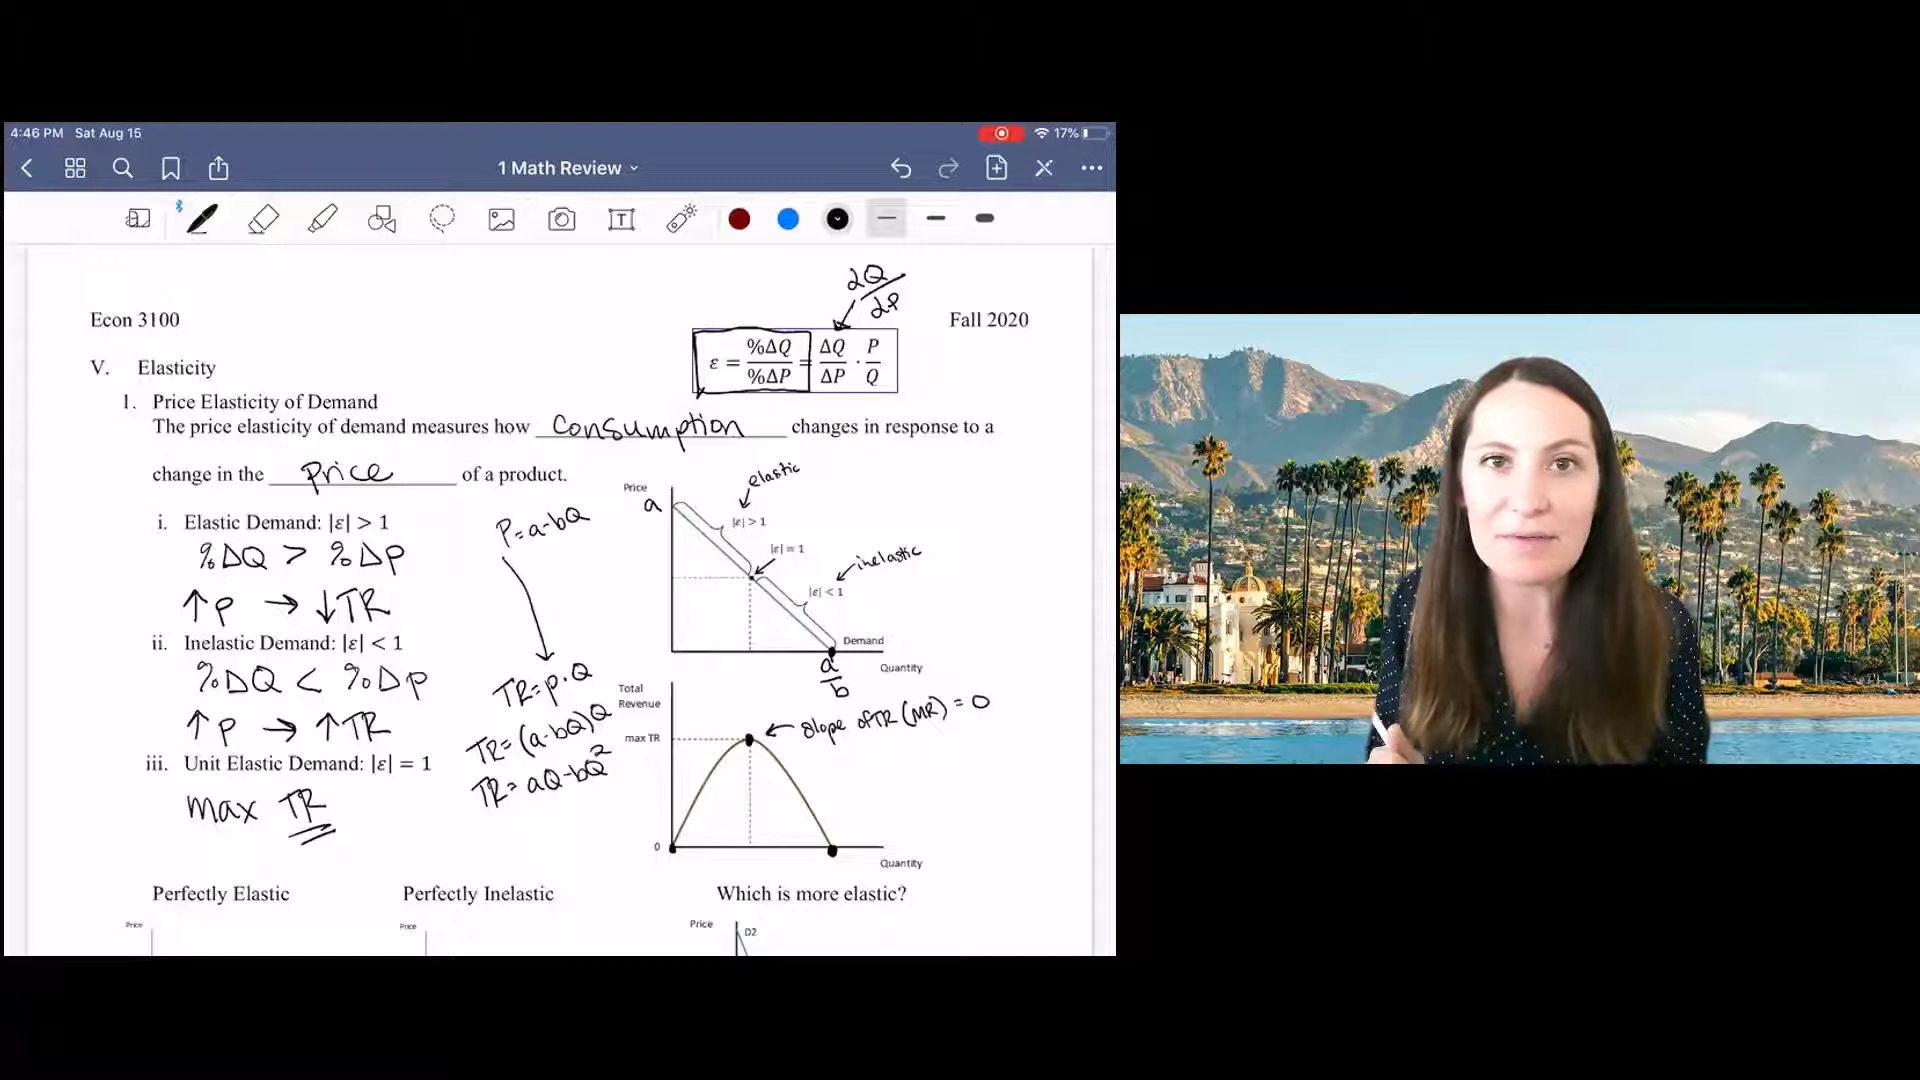 4:46 PM Sat Aug 15
17%
1 Math Review
T
Econ 3100
Fall 2020
∂Q/∂P
ε = %ΔQ/%ΔP = ΔQ/ΔP · P/Q
V. Elasticity
1. Price Elasticity of Demand
The price elasticity of demand measures how consumption changes in response to a
change in the price of a product.
i. Elastic Demand: |ε| > 1
%ΔQ > %ΔP
↑P → ↓TR
ii. Inelastic Demand: |ε| < 1
%ΔQ < %ΔP
↑P → ↑TR
iii. Unit Elastic Demand: |ε| = 1
max TR
P=a-bQ
TR=P·Q
TR=(a-bQ)Q
TR=aQ-bQ²
Price
a
elastic
|ε| > 1
|ε| = 1
inelastic
|ε| < 1
Demand
Quantity
a/b
Total
Revenue
max TR
slope of TR (MR) = 0
0
Quantity
Perfectly Elastic
Perfectly Inelastic
Which is more elastic?
Price
Price
Price
D2